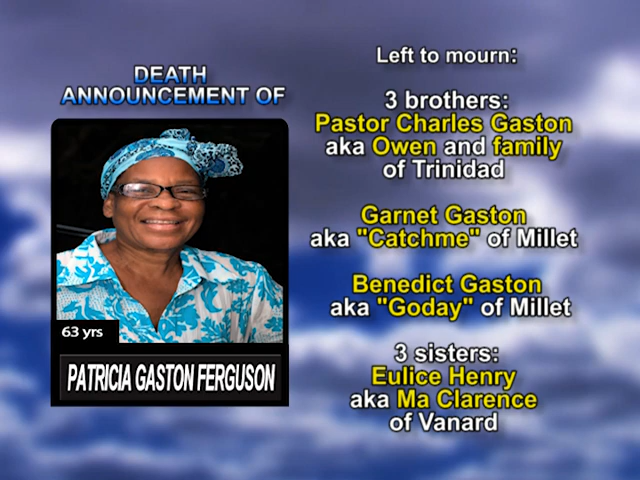 DEATH
ANNOUNCEMENT OF
63 yrs
PATRICIA GASTON FERGUSON
Left to mourn:
3 brothers:
Pastor Charles Gaston
aka Owen and family
of Trinidad
Garnet Gaston
aka "Catchme" of Millet
Benedict Gaston
aka "Goday" of Millet
3 sisters:
Eulice Henry
aka Ma Clarence
of Vanard